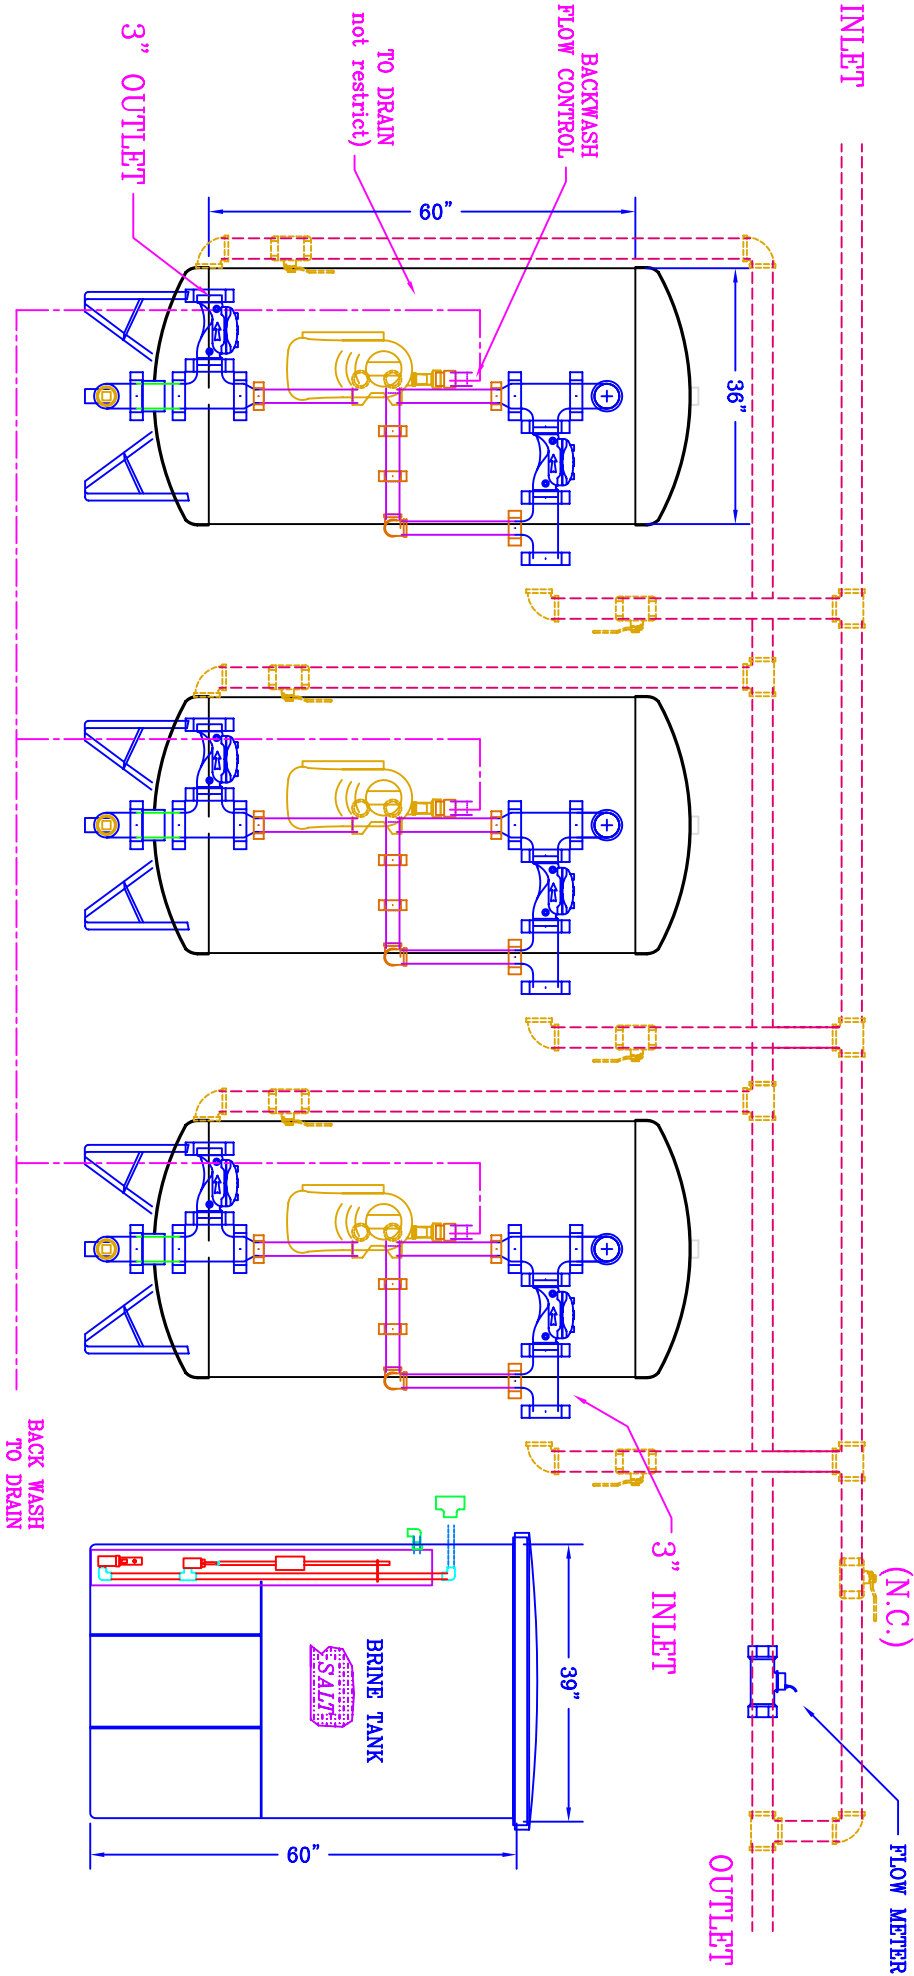 INLET
BACKWASH
FLOW CONTROL
TO DRAIN
not restrict)
3" OUTLET
60"
36"
(N.C.)
FLOW METER
3" INLET
OUTLET
39"
BRINE TANK
SALT
60"
BACK WASH
TO DRAIN